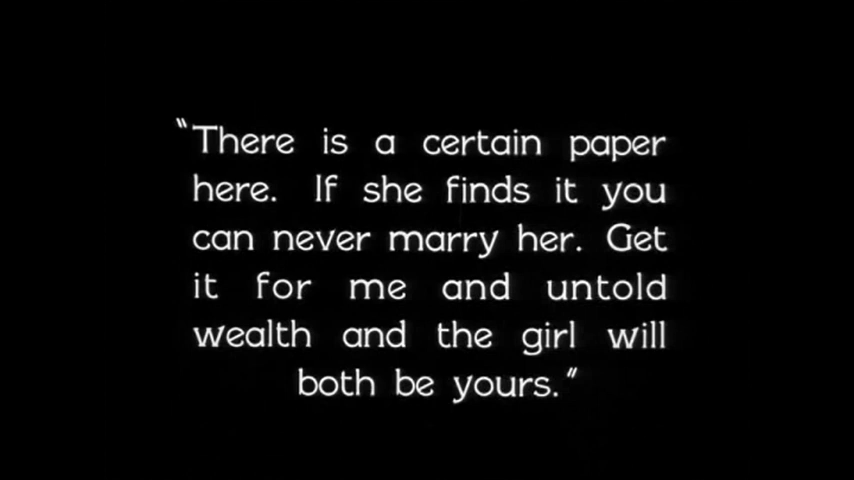 "There is a certain paper
here. If she finds it you
can never marry her. Get
it for me and untold
wealth and the girl will
both be yours."